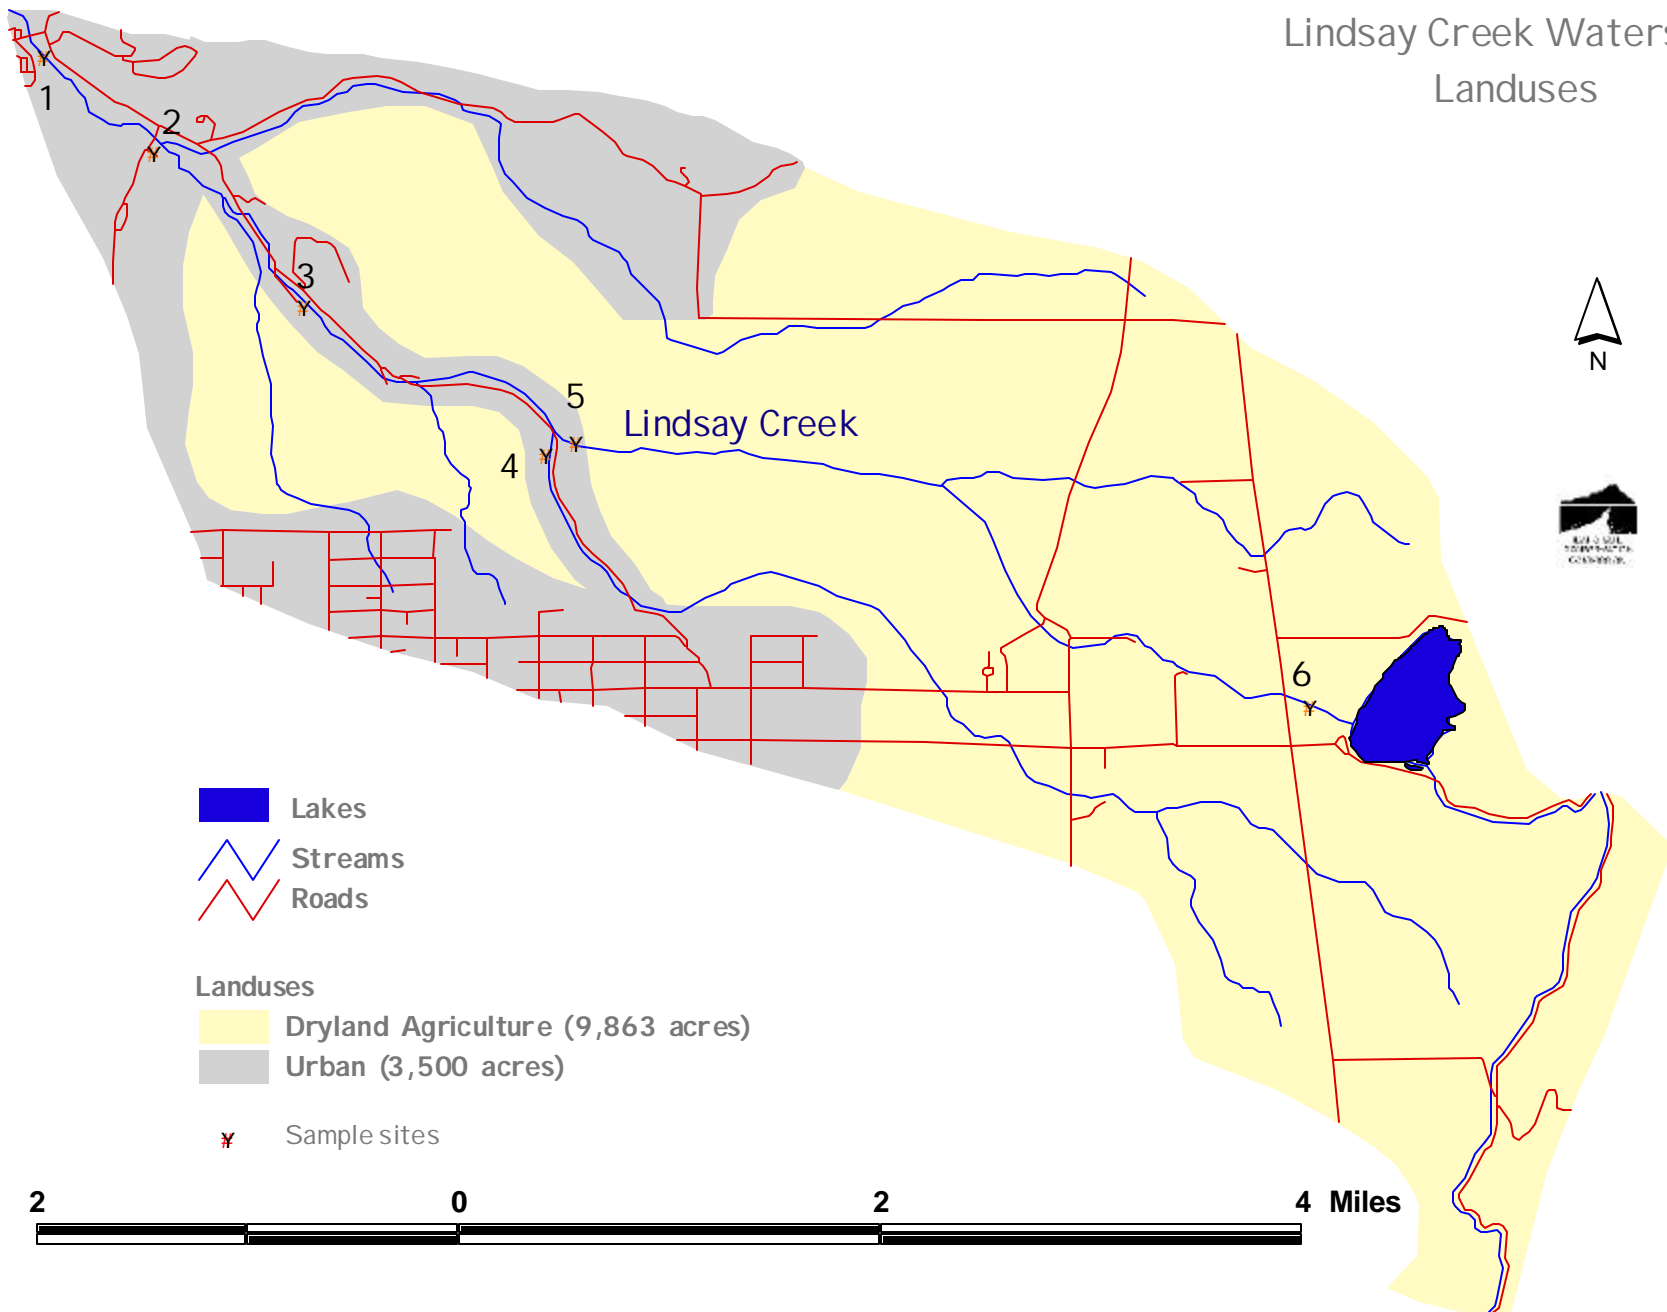 Lindsay Creek Waters
Landuses
1
2
3
5
Lindsay Creek
4
N
6
Lakes
Streams
Roads
Landuses
Dryland Agriculture (9,863 acres)
Urban (3,500 acres)
Sample sites
2 0 2 4 Miles